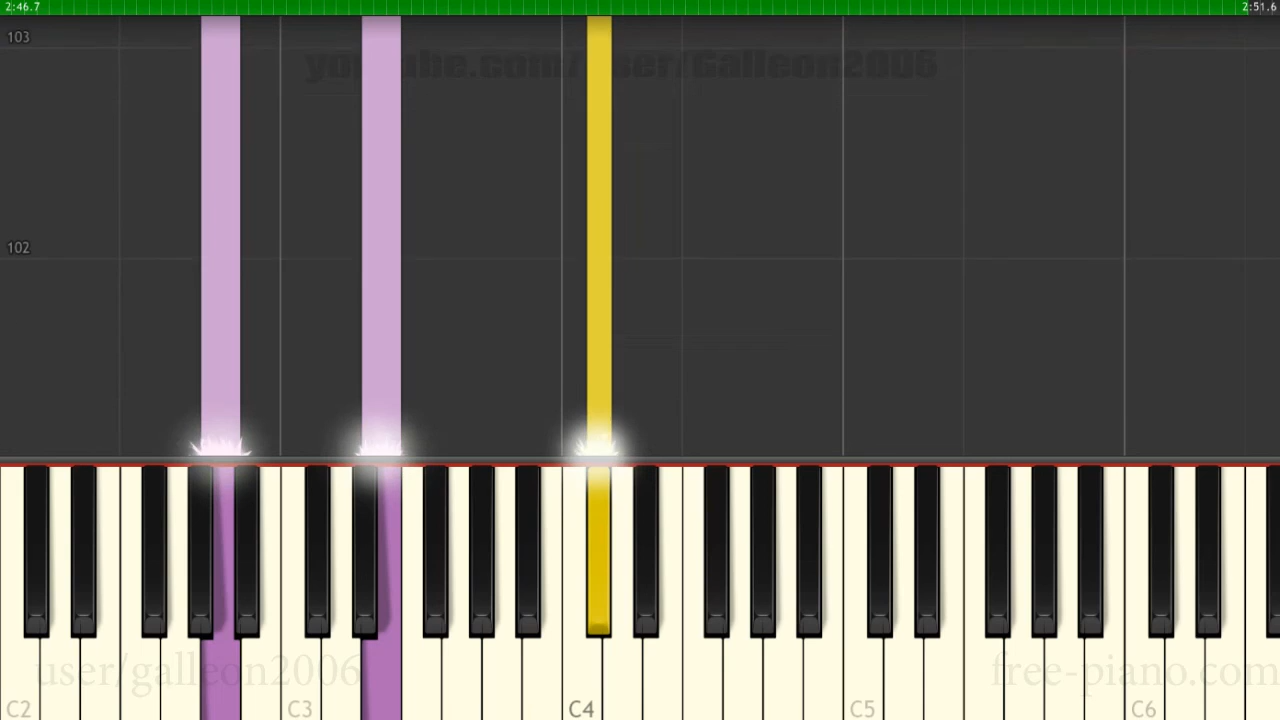 2:46.7 2:51.6
103
youtube.com/user/Galleon2006
102
user/galleon2006 free-piano.com
C2 C3 C4 C5 C6